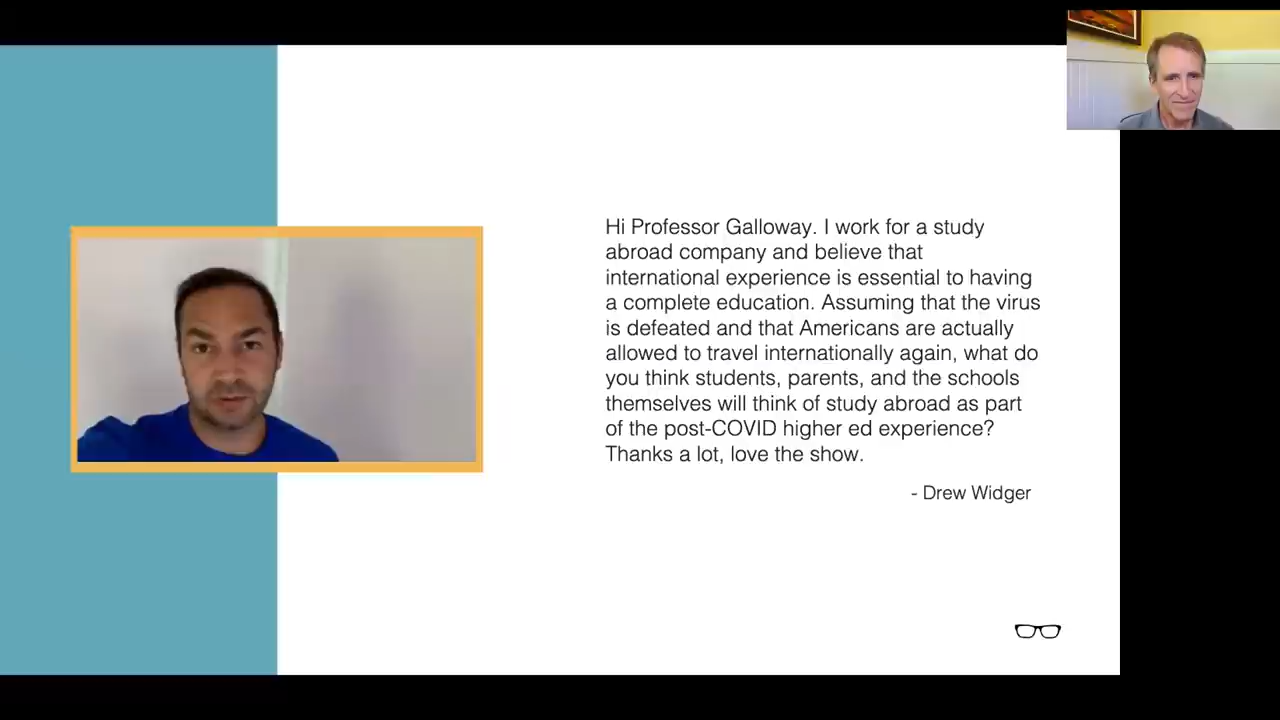 Hi Professor Galloway. I work for a study
abroad company and believe that
international experience is essential to having
a complete education. Assuming that the virus
is defeated and that Americans are actually
allowed to travel internationally again, what do
you think students, parents, and the schools
themselves will think of study abroad as part
of the post-COVID higher ed experience?
Thanks a lot, love the show.
- Drew Widger